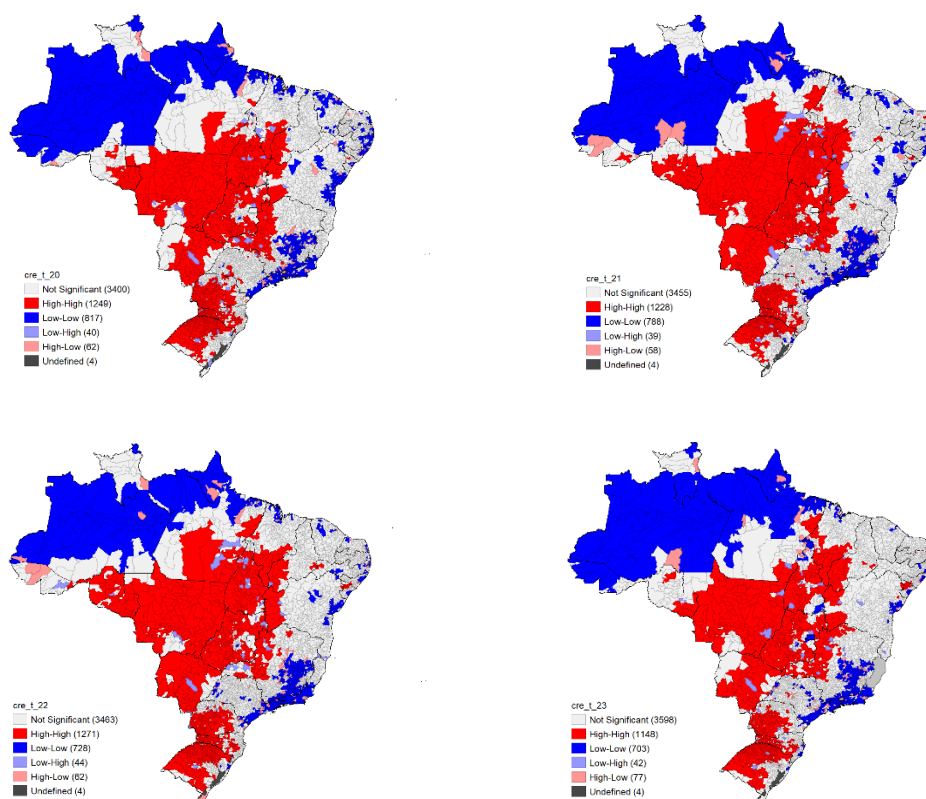 cre_t_20
Not Significant (3400)
High-High (1249)
Low-Low (817)
Low-High (40)
High-Low (62)
Undefined (4)
cre_t_21
Not Significant (3455)
High-High (1228)
Low-Low (788)
Low-High (39)
High-Low (58)
Undefined (4)
cre_t_22
Not Significant (3463)
High-High (1271)
Low-Low (728)
Low-High (44)
High-Low (62)
Undefined (4)
cre_t_23
Not Significant (3598)
High-High (1148)
Low-Low (703)
Low-High (42)
High-Low (77)
Undefined (4)